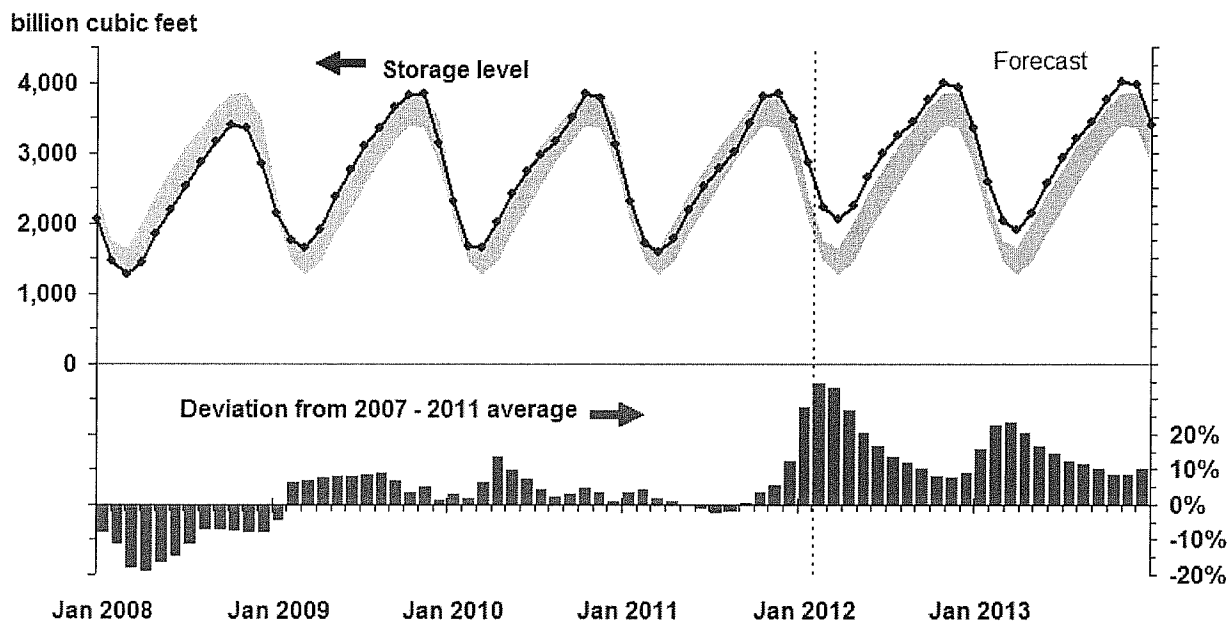 billion cubic feet
Storage level
Forecast
4,000
3,000
2,000
1,000
0
Deviation from 2007 - 2011 average
20%
10%
0%
-10%
-20%
Jan 2008 Jan 2009 Jan 2010 Jan 2011 Jan 2012 Jan 2013